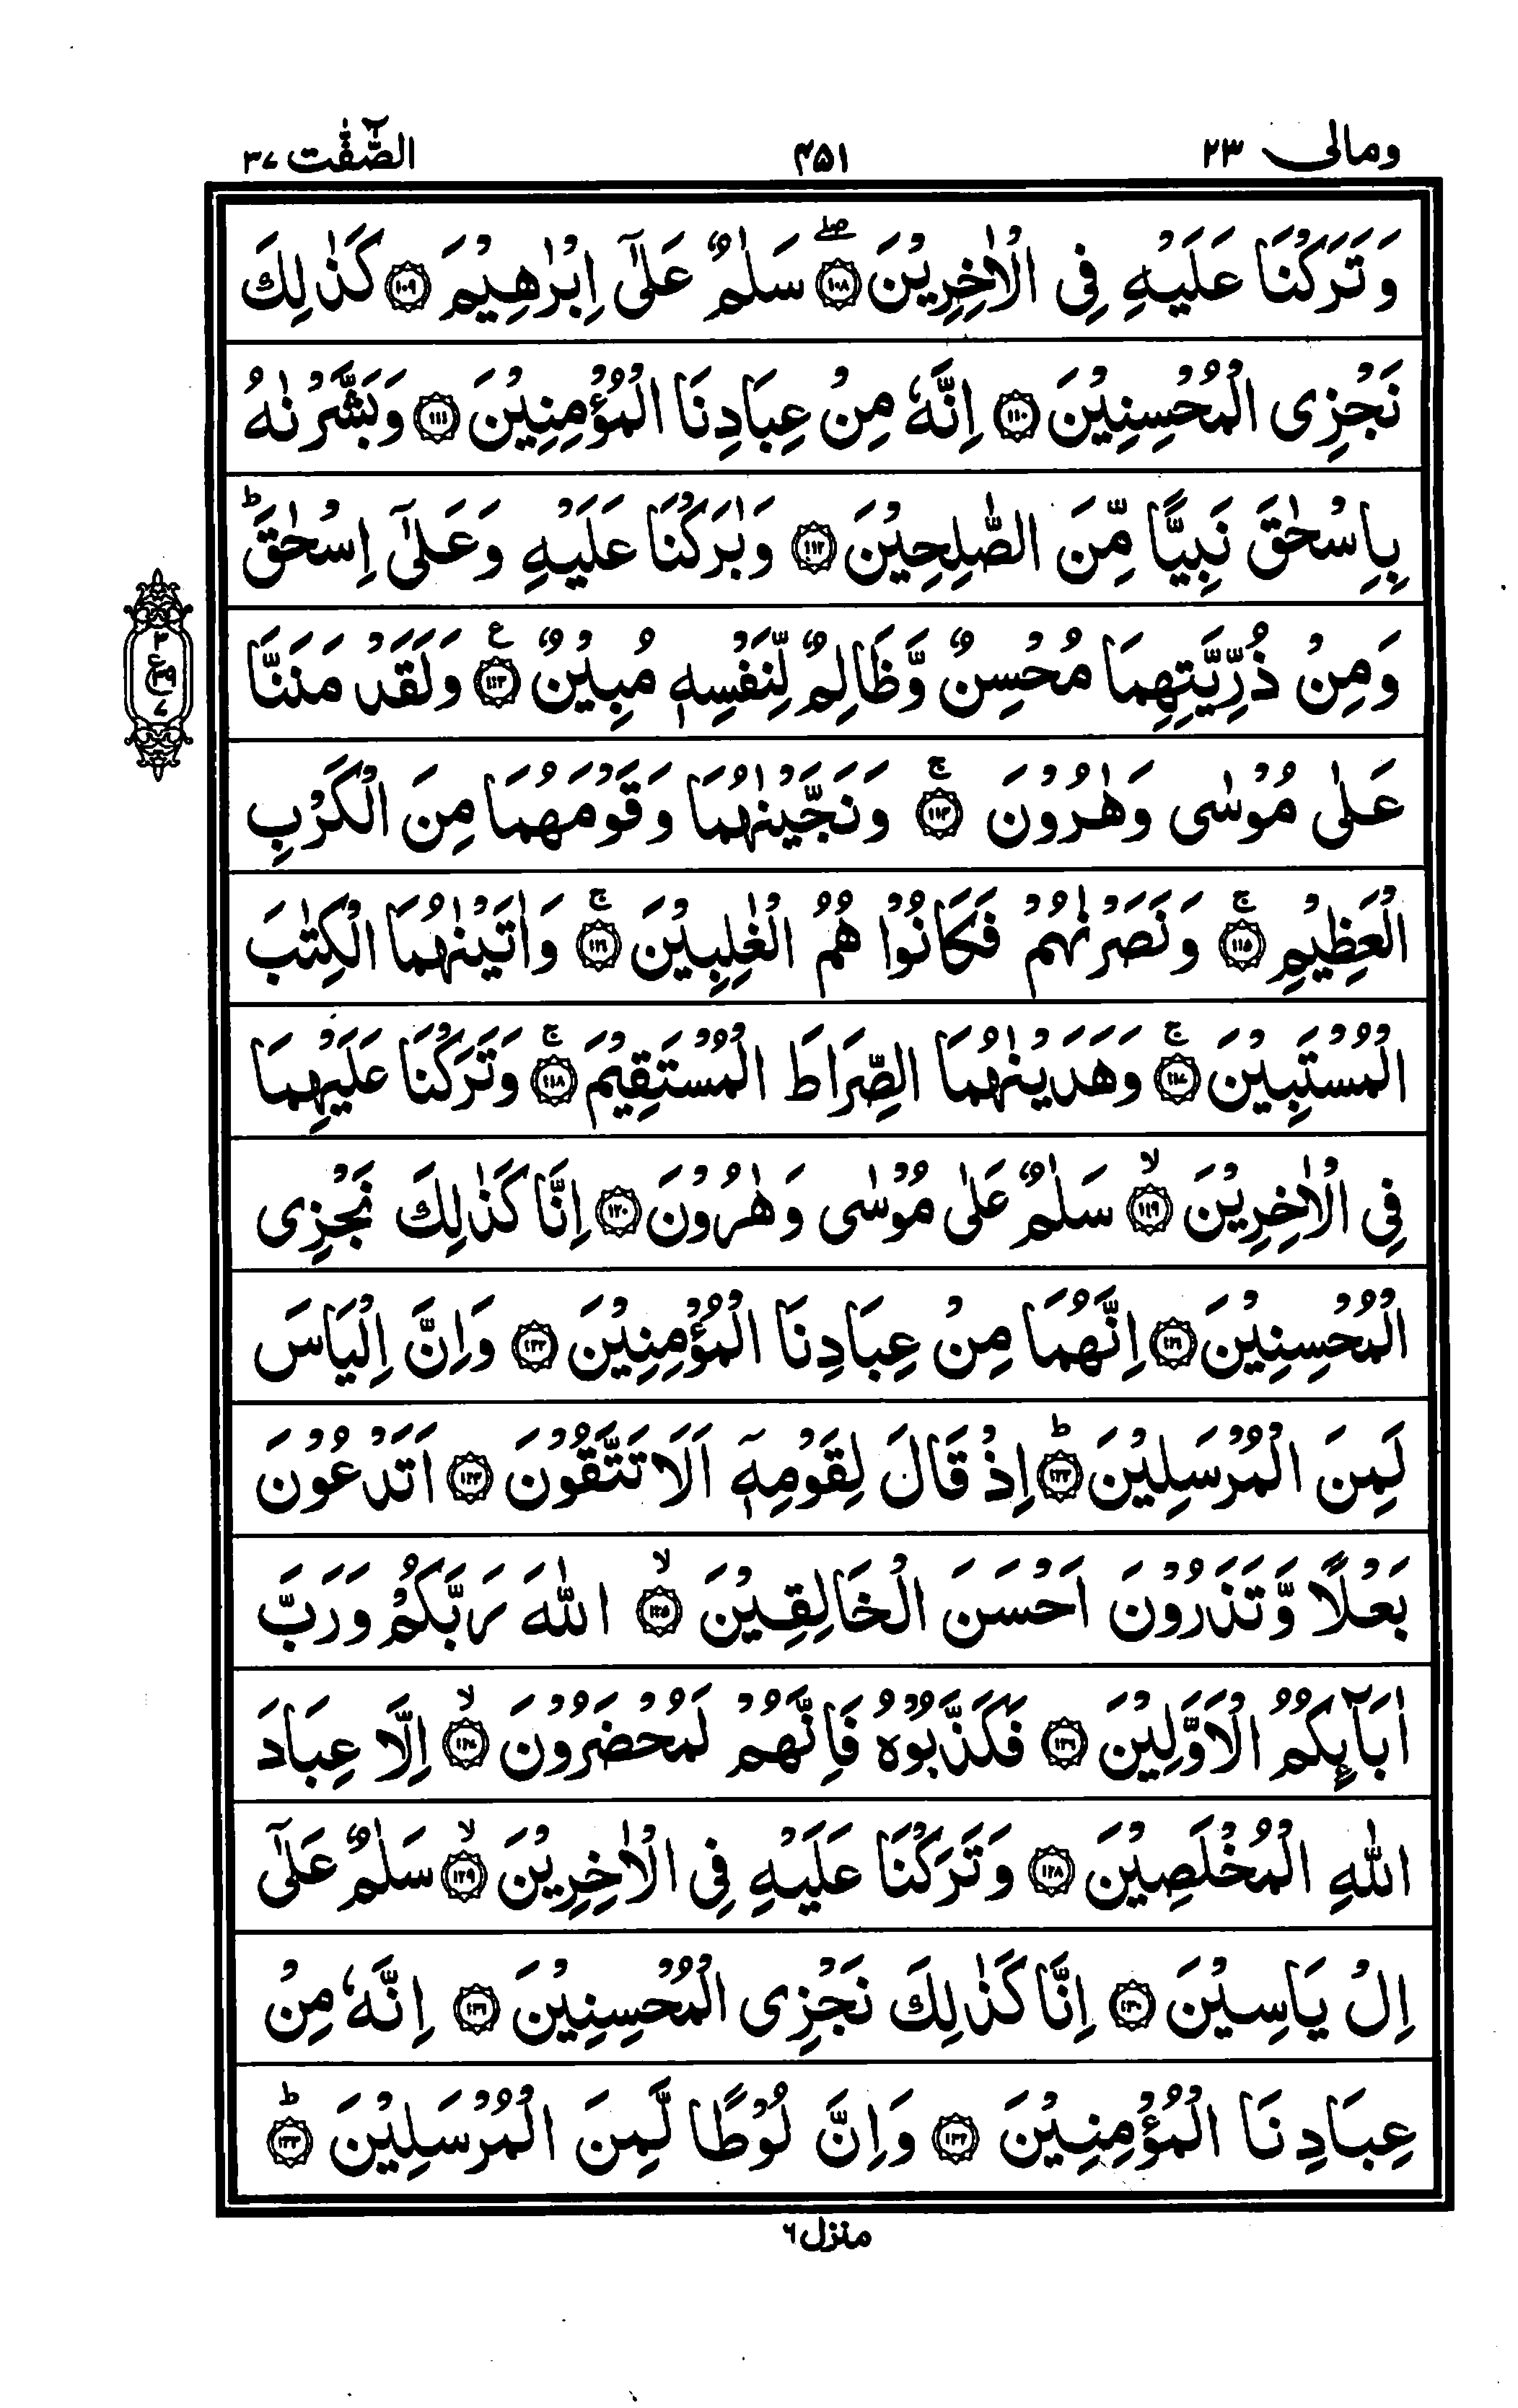 ومالی ۲۳
۴۵۱
الصّٰٓفّٰت ۳۷
وَتَرَكْنَا عَلَيْهِ فِى الْاٰخِرِيْنَ ۖ‏ ۱۰۸ سَلٰمٌ عَلٰٓى اِبْرٰهِيْمَ ۱۰۹ كَذٰلِكَ
نَجْزِى الْمُحْسِنِيْنَ ۱۱۰ اِنَّهٗ مِنْ عِبَادِنَا الْمُؤْمِنِيْنَ ۱۱۱ وَبَشَّرْنٰهُ
بِاِسْحٰقَ نَبِيًّا مِّنَ الصّٰلِحِيْنَ ۱۱۲ وَبٰرَكْنَا عَلَيْهِ وَعَلٰٓى اِسْحٰقَ ؕ
وَمِنْ ذُرِّيَّتِهِمَا مُحْسِنٌ وَّظَالِمٌ لِّنَفْسِهٖ مُبِيْنٌ ۱۱۳ ع وَلَقَدْ مَنَنَّا
۳
ع ۳۹
۷
عَلٰى مُوْسٰى وَهٰرُوْنَ ۚ ۱۱۴ وَنَجَّيْنٰهُمَا وَقَوْمَهُمَا مِنَ الْكَرْبِ
الْعَظِيْمِ ۚ ۱۱۵ وَنَصَرْنٰهُمْ فَكَانُوْا هُمُ الْغٰلِبِيْنَ ۚ ۱۱۶ وَاٰتَيْنٰهُمَا الْكِتٰبَ
الْمُسْتَبِيْنَ ۚ ۱۱۷ وَهَدَيْنٰهُمَا الصِّرَاطَ الْمُسْتَقِيْمَ ۚ ۱۱۸ وَتَرَكْنَا عَلَيْهِمَا
فِى الْاٰخِرِيْنَ ۙ ۱۱۹ سَلٰمٌ عَلٰى مُوْسٰى وَهٰرُوْنَ ۱۲۰ اِنَّا كَذٰلِكَ نَجْزِى
الْمُحْسِنِيْنَ ۱۲۱ اِنَّهُمَا مِنْ عِبَادِنَا الْمُؤْمِنِيْنَ ۱۲۲ وَاِنَّ اِلْيَاسَ
لَمِنَ الْمُرْسَلِيْنَ ؕ ۱۲۳ اِذْ قَالَ لِقَوْمِهٖٓ اَلَا تَتَّقُوْنَ ۱۲۴ اَتَدْعُوْنَ
بَعْلًا وَّتَذَرُوْنَ اَحْسَنَ الْخَالِقِيْنَ ۙ ۱۲۵ اللّٰهَ رَبَّكُمْ وَرَبَّ
اٰبَآئِكُمُ الْاَوَّلِيْنَ ۱۲۶ فَكَذَّبُوْهُ فَاِنَّهُمْ لَمُحْضَرُوْنَ ۙ ۱۲۷ اِلَّا عِبَادَ
اللّٰهِ الْمُخْلَصِيْنَ ۱۲۸ وَتَرَكْنَا عَلَيْهِ فِى الْاٰخِرِيْنَ ۙ ۱۲۹ سَلٰمٌ عَلٰٓى
اِلْ يَاسِيْنَ ۱۳۰ اِنَّا كَذٰلِكَ نَجْزِى الْمُحْسِنِيْنَ ۱۳۱ اِنَّهٗ مِنْ
عِبَادِنَا الْمُؤْمِنِيْنَ ۱۳۲ وَاِنَّ لُوْطًا لَّمِنَ الْمُرْسَلِيْنَ ؕ ۱۳۳
منزل ۶